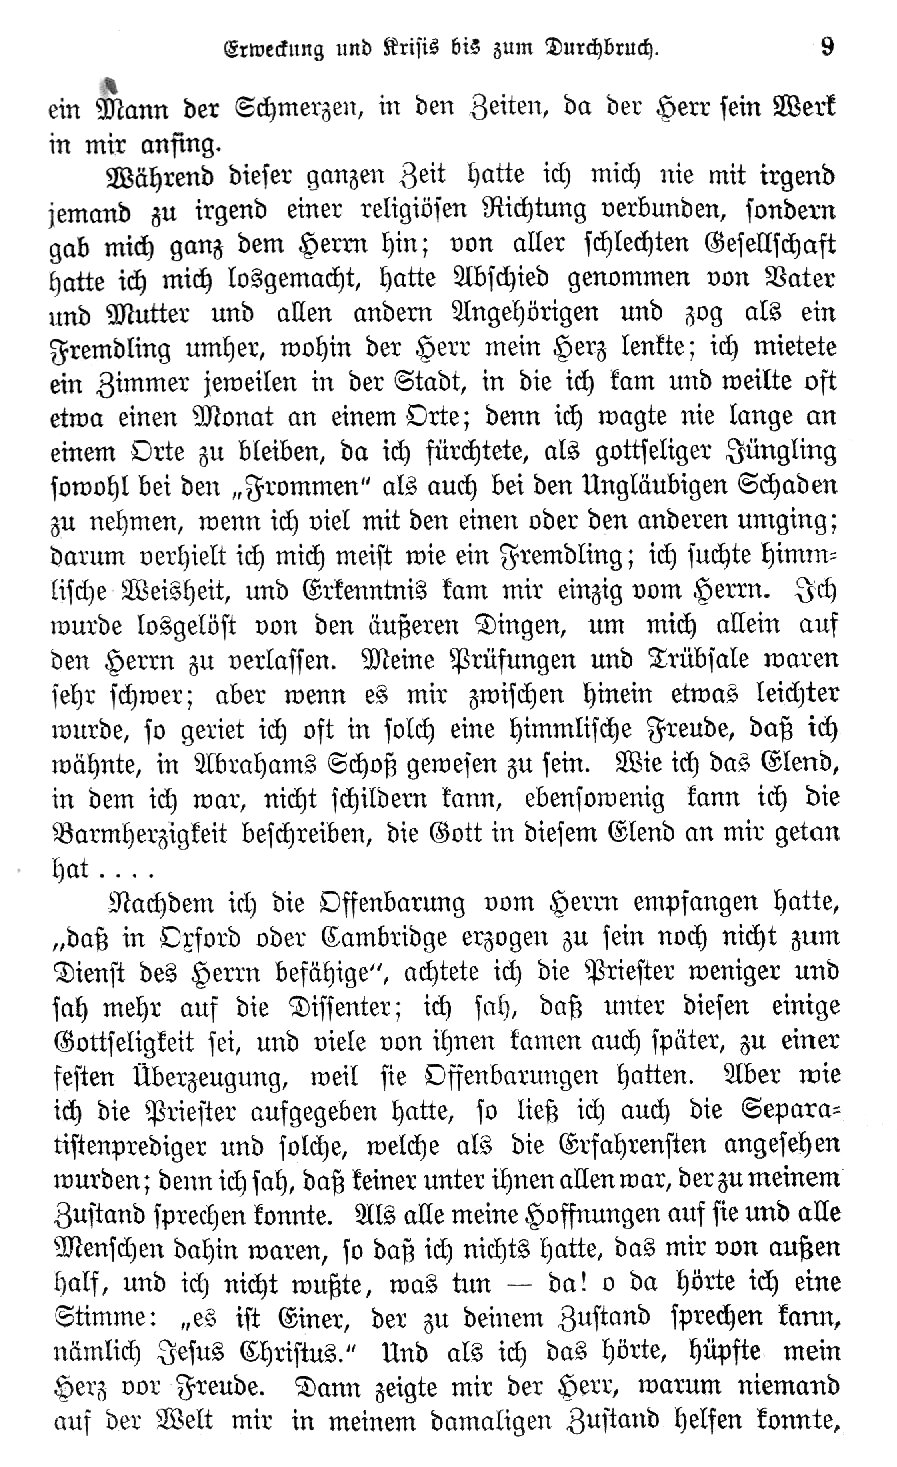 Erweckung und Krisis bis zum Durchbruch. 9
ein Mann der Schmerzen, in den Zeiten, da der Herr sein Werk
in mir anfing.
Während dieser ganzen Zeit hatte ich mich nie mit irgend
jemand zu irgend einer religiösen Richtung verbunden, sondern
gab mich ganz dem Herrn hin; von aller schlechten Gesellschaft
hatte ich mich losgemacht, hatte Abschied genommen von Vater
und Mutter und allen andern Angehörigen und zog als ein
Fremdling umher, wohin der Herr mein Herz lenkte; ich mietete
ein Zimmer jeweilen in der Stadt, in die ich kam und weilte oft
etwa einen Monat an einem Orte; denn ich wagte nie lange an
einem Orte zu bleiben, da ich fürchtete, als gottseliger Jüngling
sowohl bei den „Frommen" als auch bei den Ungläubigen Schaden
zu nehmen, wenn ich viel mit den einen oder den anderen umging;
darum verhielt ich mich meist wie ein Fremdling; ich suchte himm-
lische Weisheit, und Erkenntnis kam mir einzig vom Herrn. Ich
wurde losgelöst von den äußeren Dingen, um mich allein auf
den Herrn zu verlassen. Meine Prüfungen und Trübsale waren
sehr schwer; aber wenn es mir zwischen hinein etwas leichter
wurde, so geriet ich oft in solch eine himmlische Freude, daß ich
wähnte, in Abrahams Schoß gewesen zu sein. Wie ich das Elend,
in dem ich war, nicht schildern kann, ebensowenig kann ich die
Barmherzigkeit beschreiben, die Gott in diesem Elend an mir getan
hat . . . .
Nachdem ich die Offenbarung vom Herrn empfangen hatte,
„daß in Oxford oder Cambridge erzogen zu sein noch nicht zum
Dienst des Herrn befähige", achtete ich die Priester weniger und
sah mehr auf die Dissenter; ich sah, daß unter diesen einige
Gottseligkeit sei, und viele von ihnen kamen auch später, zu einer
festen Überzeugung, weil sie Offenbarungen hatten. Aber wie
ich die Priester aufgegeben hatte, so ließ ich auch die Separa-
tistenprediger und solche, welche als die Erfahrensten angesehen
wurden; denn ich sah, daß keiner unter ihnen allen war, der zu meinem
Zustand sprechen konnte. Als alle meine Hoffnungen auf sie und alle
Menschen dahin waren, so daß ich nichts hatte, das mir von außen
half, und ich nicht wußte, was tun — da! o da hörte ich eine
Stimme: „es ist Einer, der zu deinem Zustand sprechen kann,
nämlich Jesus Christus." Und als ich das hörte, hüpfte mein
Herz vor Freude. Dann zeigte mir der Herr, warum niemand
auf der Welt mir in meinem damaligen Zustand helfen konnte,